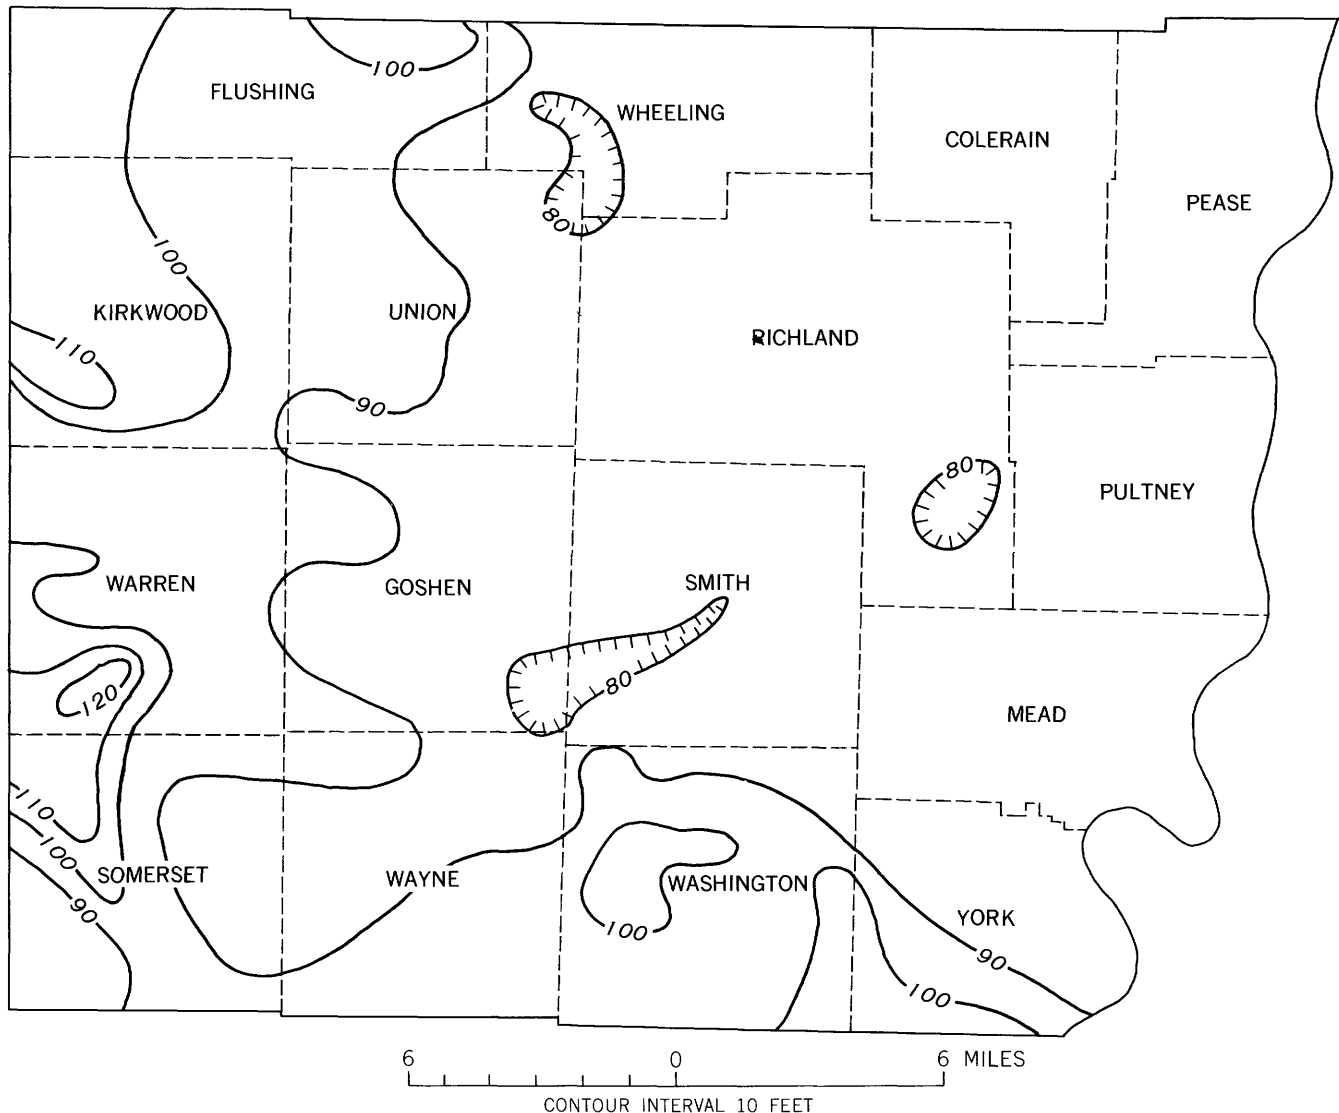 100
FLUSHING
WHEELING
COLERAIN
PEASE
80
100
KIRKWOOD
UNION
RICHLAND
110
90
80
PULTNEY
WARREN
GOSHEN
SMITH
80
120
MEAD
110
100
SOMERSET
WAYNE
WASHINGTON
90
100
YORK
90
100
6 0 6 MILES
CONTOUR INTERVAL 10 FEET